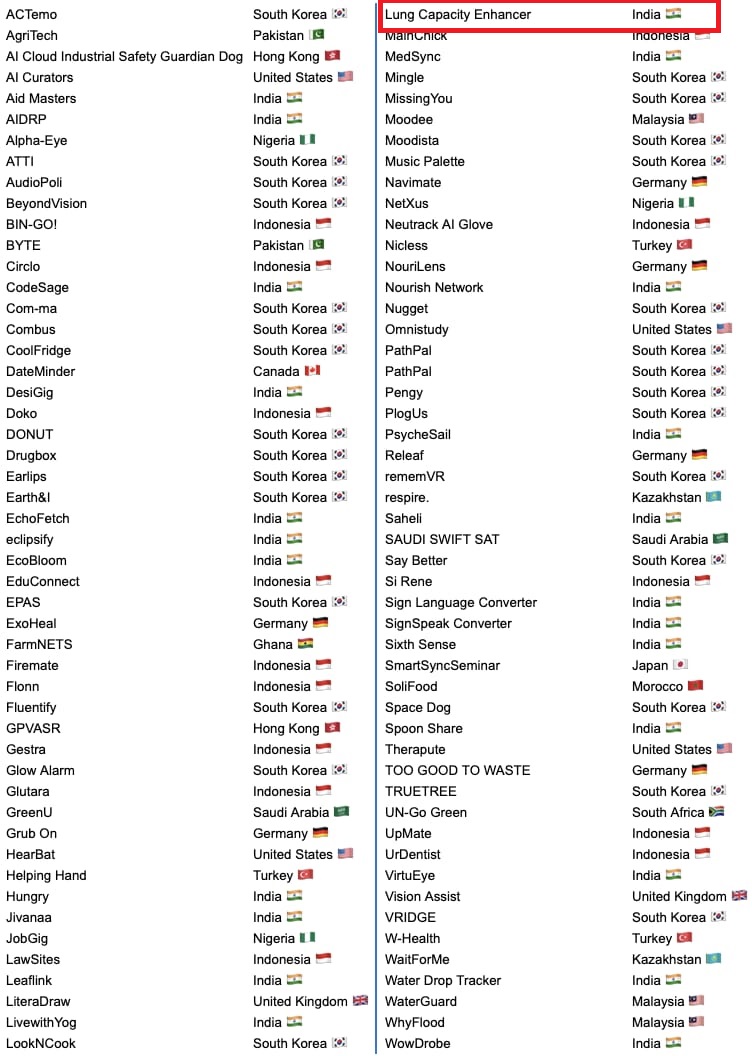 ACTemo South Korea
AgriTech Pakistan
AI Cloud Industrial Safety Guardian Dog Hong Kong
AI Curators United States
Aid Masters India
AIDRP India
Alpha-Eye Nigeria
ATTI South Korea
AudioPoli South Korea
BeyondVision South Korea
BIN-GO! Indonesia
BYTE Pakistan
Circlo Indonesia
CodeSage India
Com-ma South Korea
Combus South Korea
CoolFridge South Korea
DateMinder Canada
DesiGig India
Doko Indonesia
DONUT South Korea
Drugbox South Korea
Earlips South Korea
Earth&I South Korea
EchoFetch India
eclipsify India
EcoBloom India
EduConnect Indonesia
EPAS South Korea
ExoHeal Germany
FarmNETS Ghana
Firemate Indonesia
Flonn Indonesia
Fluentify South Korea
GPVASR Hong Kong
Gestra Indonesia
Glow Alarm South Korea
Glutara Indonesia
GreenU Saudi Arabia
Grub On Germany
HearBat United States
Helping Hand Turkey
Hungry India
Jivanaa India
JobGig Nigeria
LawSites Indonesia
Leaflink India
LiteraDraw United Kingdom
LivewithYog India
LookNCook South Korea
Lung Capacity Enhancer India
MainChick Indonesia
MedSync India
Mingle South Korea
MissingYou South Korea
Moodee Malaysia
Moodista South Korea
Music Palette South Korea
Navimate Germany
NetXus Nigeria
Neutrack AI Glove Indonesia
Nicless Turkey
NouriLens Germany
Nourish Network India
Nugget South Korea
Omnistudy United States
PathPal South Korea
PathPal South Korea
Pengy South Korea
PlogUs South Korea
PsycheSail India
Releaf Germany
rememVR South Korea
respire. Kazakhstan
Saheli India
SAUDI SWIFT SAT Saudi Arabia
Say Better South Korea
Si Rene Indonesia
Sign Language Converter India
SignSpeak Converter India
Sixth Sense India
SmartSyncSeminar Japan
SoliFood Morocco
Space Dog South Korea
Spoon Share India
Therapute United States
TOO GOOD TO WASTE Germany
TRUETREE South Korea
UN-Go Green South Africa
UpMate Indonesia
UrDentist Indonesia
VirtuEye India
Vision Assist United Kingdom
VRIDGE South Korea
W-Health Turkey
WaitForMe Kazakhstan
Water Drop Tracker India
WaterGuard Malaysia
WhyFlood Malaysia
WowDrobe India